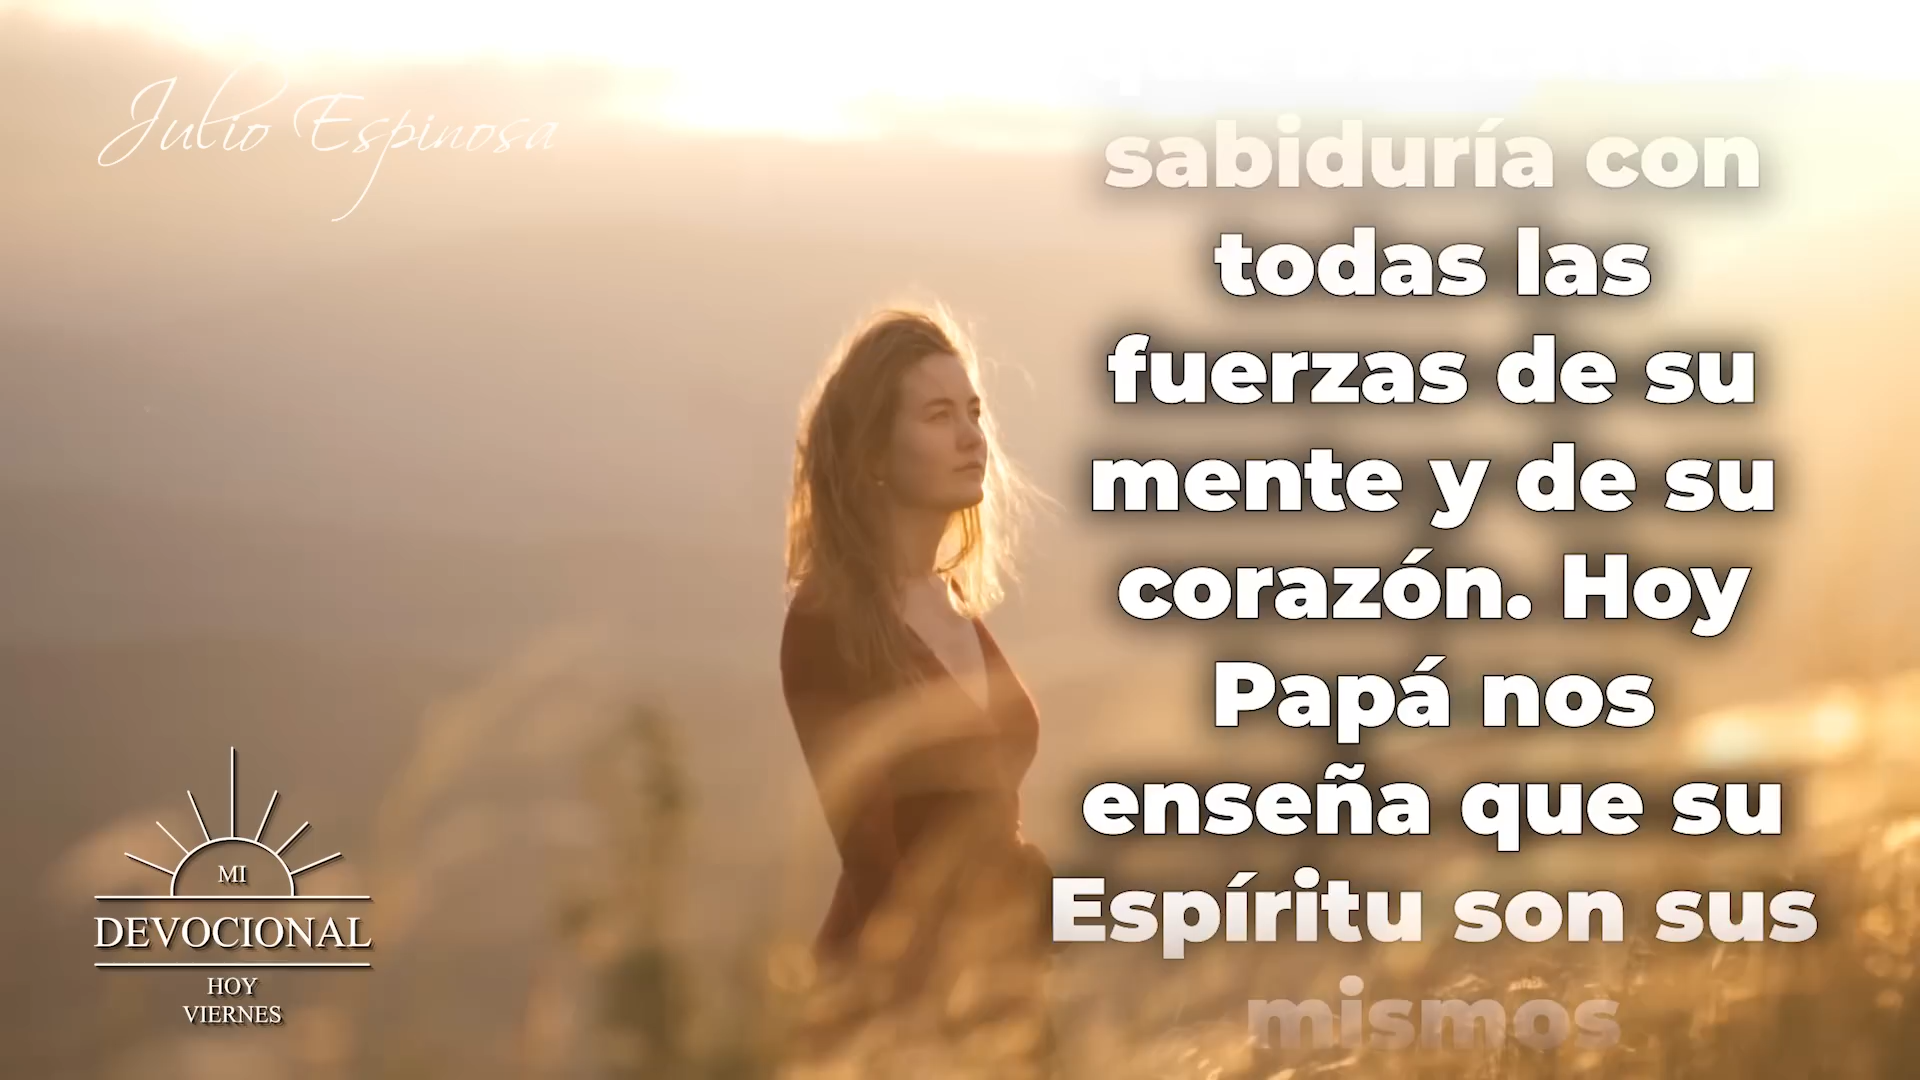 Julio Espinosa
sabiduría con
todas las
fuerzas de su
mente y de su
corazón. Hoy
Papá nos
enseña que su
Espíritu son sus
mismos
MI
DEVOCIONAL
HOY
VIERNES